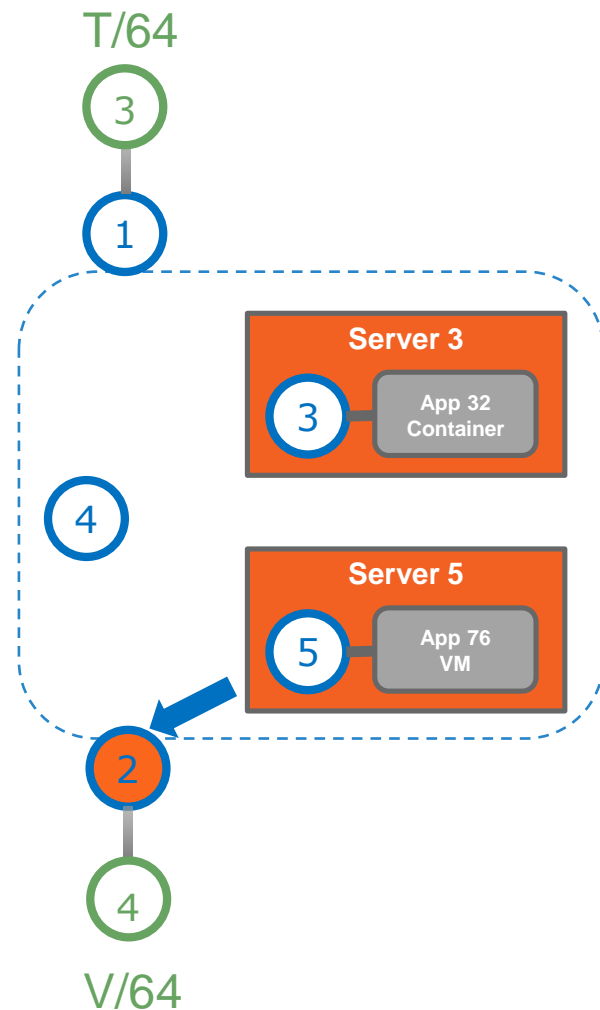 T/64
3
1
Server 3
3
App 32
Container
4
Server 5
5
App 76
VM
2
4
V/64